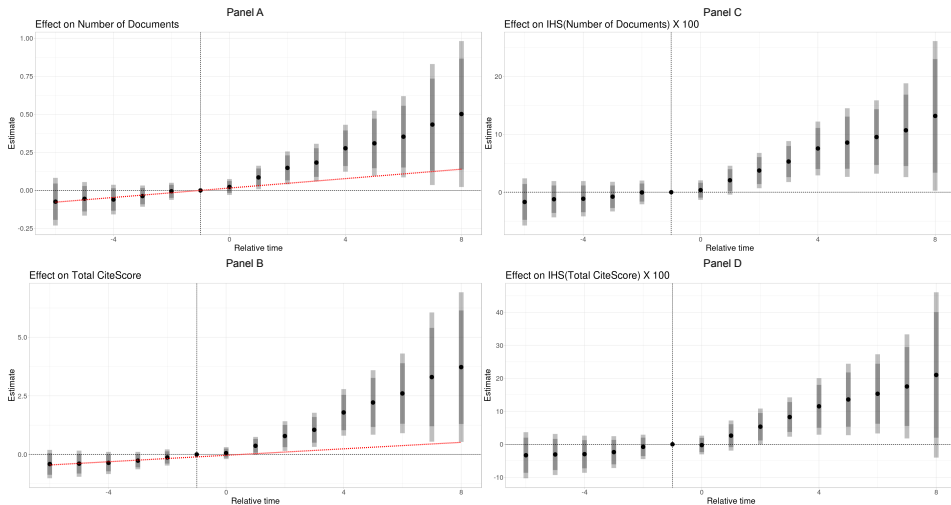 Panel A
Effect on Number of Documents
1.00
0.75
0.50
0.25
0.00
-0.25
Estimate
-4
0
4
8
Relative time
Panel C
Effect on IHS(Number of Documents) X 100
20
10
0
Estimate
-4
0
4
8
Relative time
Panel B
Effect on Total CiteScore
5.0
2.5
0.0
Estimate
-4
0
4
8
Relative time
Panel D
Effect on IHS(Total CiteScore) X 100
40
30
20
10
0
-10
Estimate
-4
0
4
8
Relative time